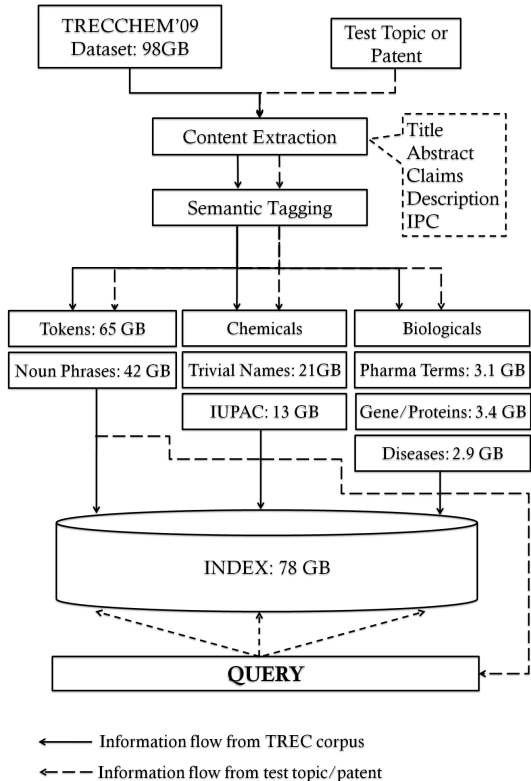 TRECCHEM'09
Dataset: 98GB
Test Topic or
Patent
Content Extraction
Title
Abstract
Claims
Description
IPC
Semantic Tagging
Tokens: 65 GB
Chemicals
Biologicals
Noun Phrases: 42 GB
Trivial Names: 21GB
Pharma Terms: 3.1 GB
IUPAC: 13 GB
Gene/Proteins: 3.4 GB
Diseases: 2.9 GB
INDEX: 78 GB
QUERY
Information flow from TREC corpus
Information flow from test topic/patent